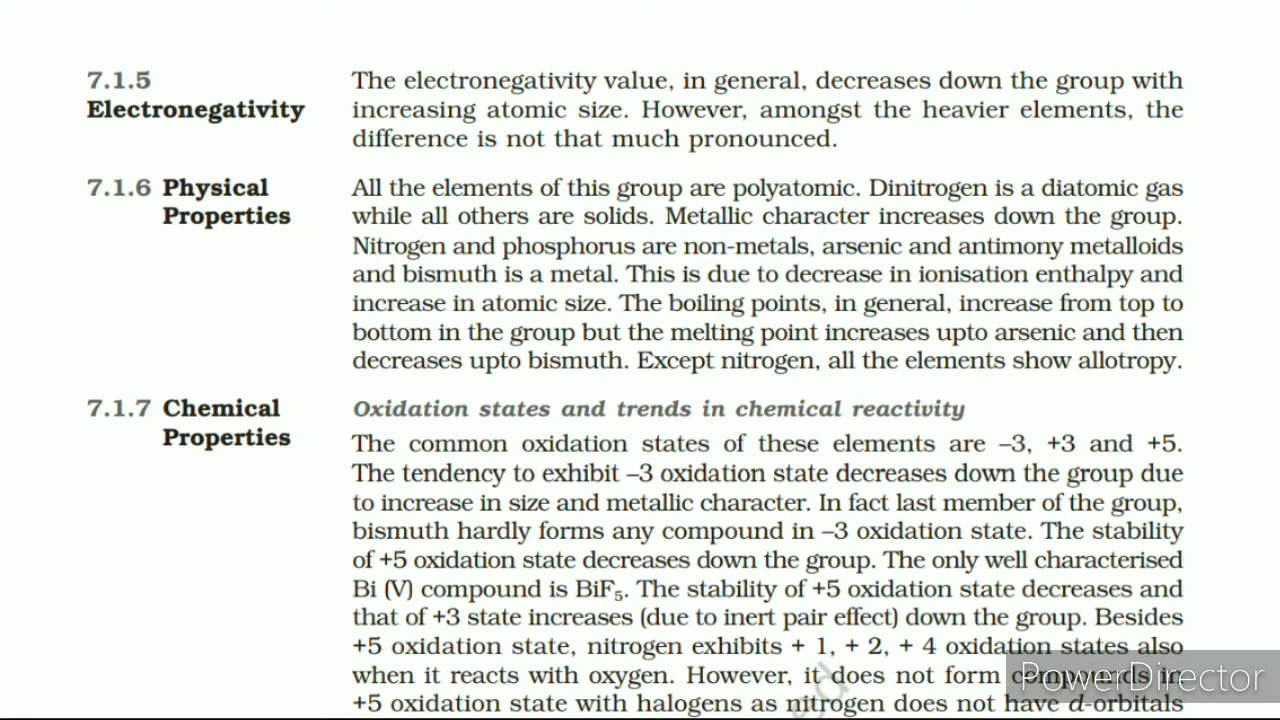 7.1.5
Electronegativity
The electronegativity value, in general, decreases down the group with
increasing atomic size. However, amongst the heavier elements, the
difference is not that much pronounced.
7.1.6 Physical
Properties
All the elements of this group are polyatomic. Dinitrogen is a diatomic gas
while all others are solids. Metallic character increases down the group.
Nitrogen and phosphorus are non-metals, arsenic and antimony metalloids
and bismuth is a metal. This is due to decrease in ionisation enthalpy and
increase in atomic size. The boiling points, in general, increase from top to
bottom in the group but the melting point increases upto arsenic and then
decreases upto bismuth. Except nitrogen, all the elements show allotropy.
7.1.7 Chemical
Properties
Oxidation states and trends in chemical reactivity
The common oxidation states of these elements are –3, +3 and +5.
The tendency to exhibit –3 oxidation state decreases down the group due
to increase in size and metallic character. In fact last member of the group,
bismuth hardly forms any compound in –3 oxidation state. The stability
of +5 oxidation state decreases down the group. The only well characterised
Bi (V) compound is BiF₅. The stability of +5 oxidation state decreases and
that of +3 state increases (due to inert pair effect) down the group. Besides
+5 oxidation state, nitrogen exhibits + 1, + 2, + 4 oxidation states also
when it reacts with oxygen. However, it does not form compounds in
+5 oxidation state with halogens as nitrogen does not have d-orbitals
PowerDirector